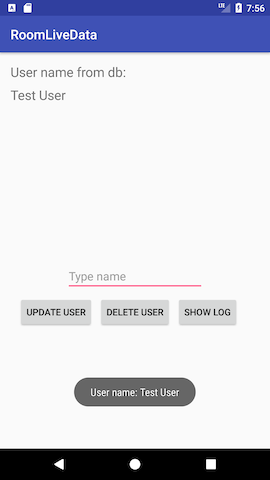 LTE 7:56
RoomLiveData
User name from db:
Test User
Type name
UPDATE USER DELETE USER SHOW LOG
User name: Test User